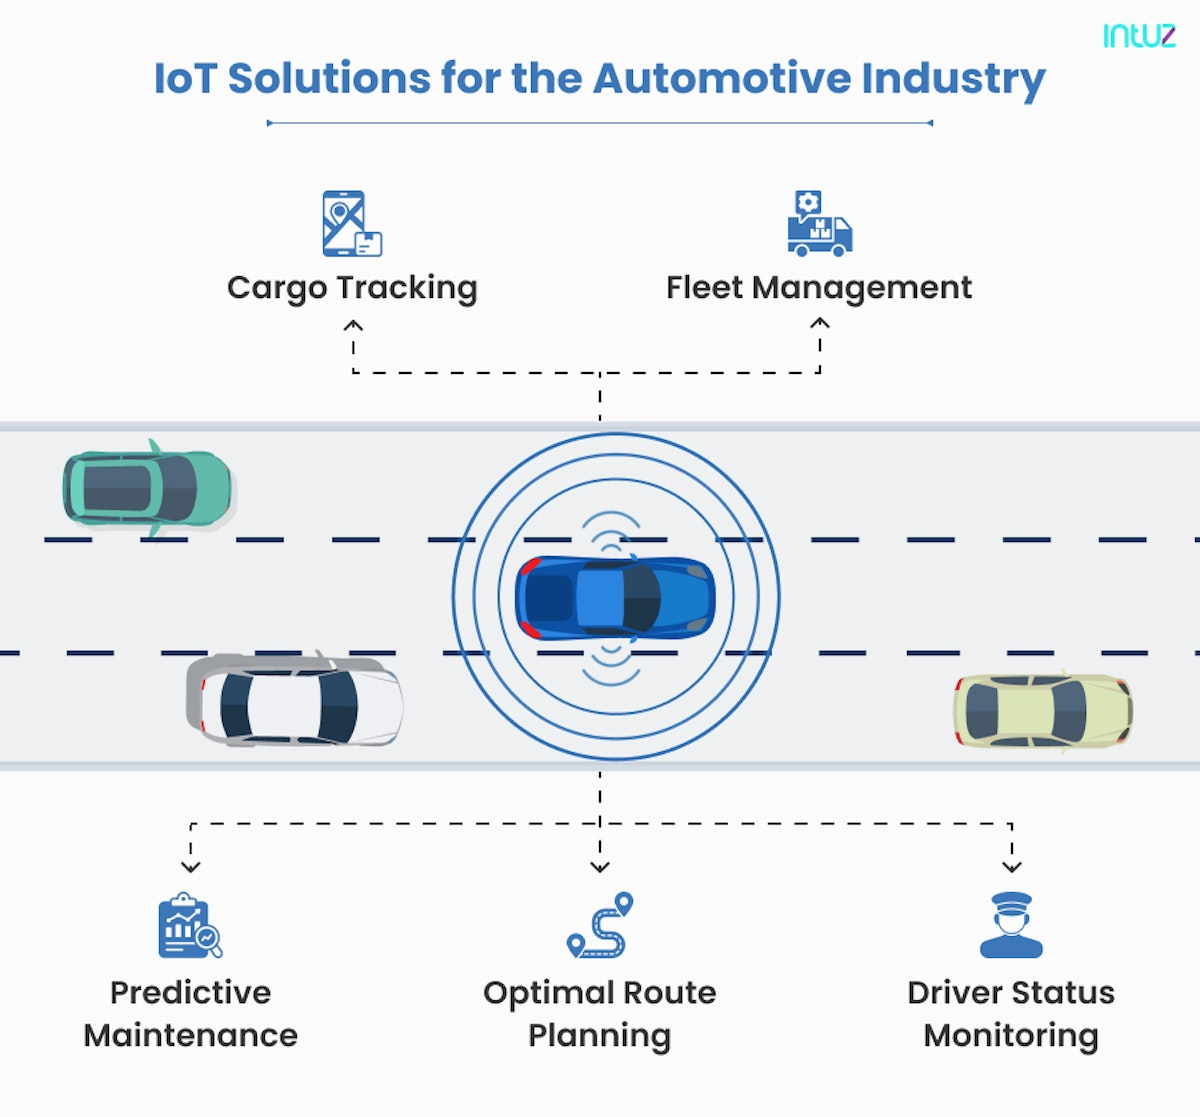 INTUZ
IoT Solutions for the Automotive Industry
Cargo Tracking
Fleet Management
Predictive
Maintenance
Optimal Route
Planning
Driver Status
Monitoring